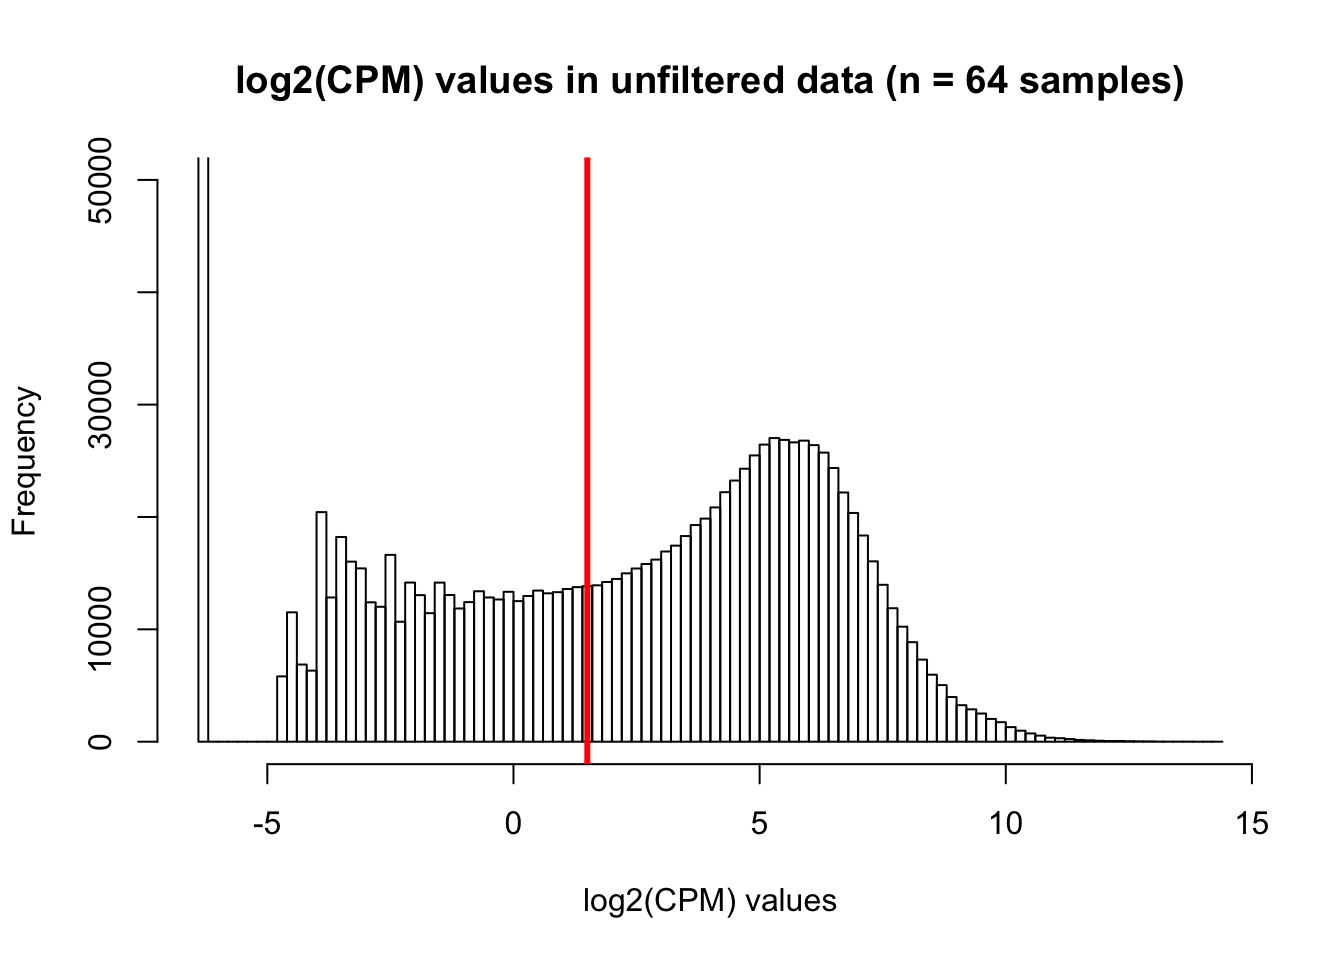 log2(CPM) values in unfiltered data (n = 64 samples)
50000
30000
10000
0
Frequency
-5 0 5 10 15
log2(CPM) values